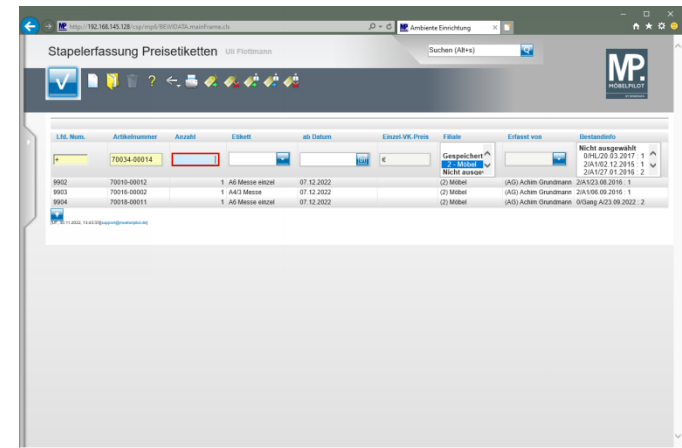 http://192.168.145.128/csp/mp8/BEWIDATA.mainFrame.cls
Ambiente Einrichtung
Stapelerfassung Preisetiketten Uli Plettmann
Suchen (Alt+s)
MP.
MÖBELPILOT
Lfd. Num. Artikelnummer Anzahl Etikett ab Datum Einzel-VK-Preis Filiale Erfasst von Bestandinfo
Nicht ausgewählt
+ 70034-00014 € Gespeichert 0/HL/20.03.2017 : 1
2 - Möbel 2/A1/02.12.2015 : 1
Nicht ausgew 2/A1/27.01.2016 : 2
9902 70010-00012 1 A6 Messe einzel 07.12.2022 (2) Möbel (AG) Achim Grundmann 2/A1/23.08.2016 : 1
9903 70016-00002 1 A4/3 Messe 07.12.2022 (2) Möbel (AG) Achim Grundmann 2/A1/06.09.2016 : 1
9904 70018-00011 1 A6 Messe einzel 07.12.2022 (2) Möbel (AG) Achim Grundmann 0/Gang A/23.09.2022 : 2